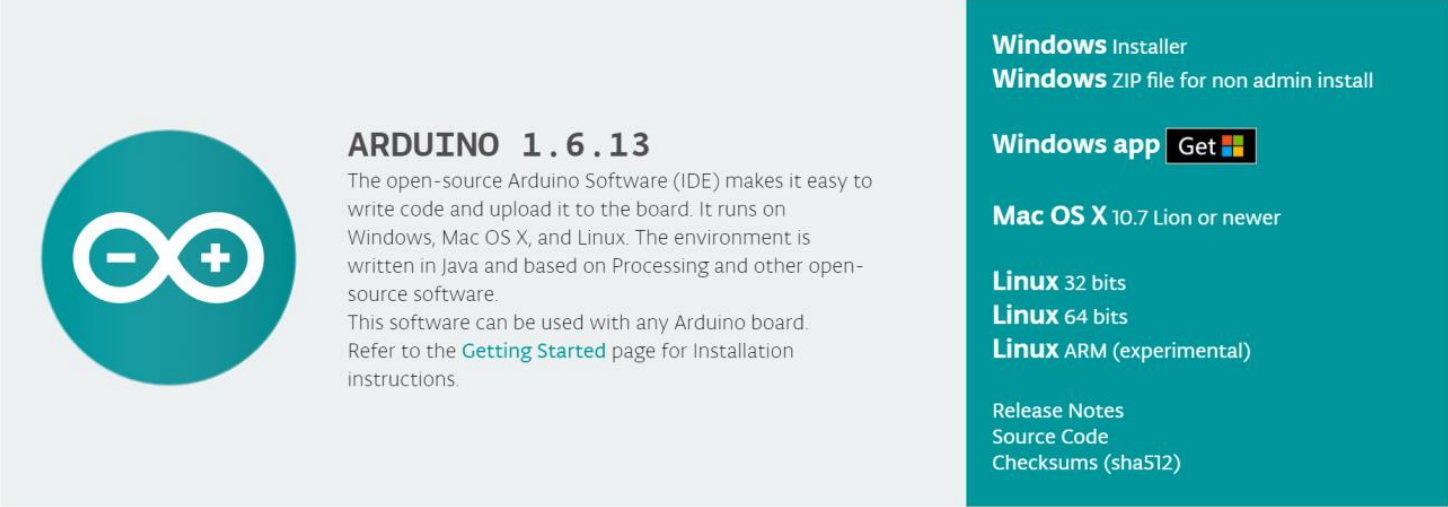 ARDUINO 1.6.13
The open-source Arduino Software (IDE) makes it easy to
write code and upload it to the board. It runs on
Windows, Mac OS X, and Linux. The environment is
written in Java and based on Processing and other open-
source software.
This software can be used with any Arduino board.
Refer to the Getting Started page for Installation
instructions.
Windows Installer
Windows ZIP file for non admin install
Windows app Get
Mac OS X 10.7 Lion or newer
Linux 32 bits
Linux 64 bits
Linux ARM (experimental)
Release Notes
Source Code
Checksums (sha512)